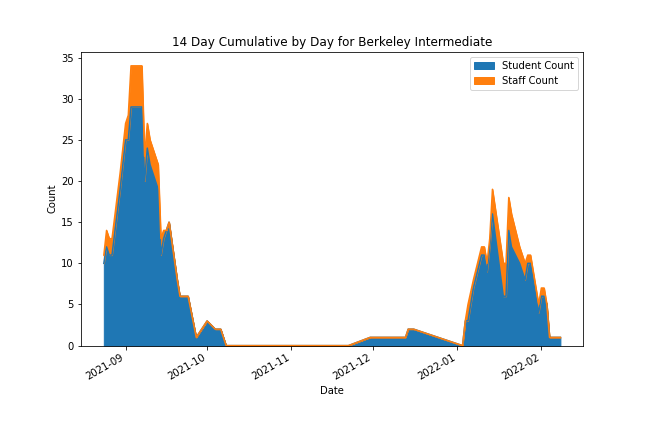 14 Day Cumulative by Day for Berkeley Intermediate
Student Count
Staff Count
Count
35
30
25
20
15
10
5
0
2021-09
2021-10
2021-11
2021-12
2022-01
2022-02
Date